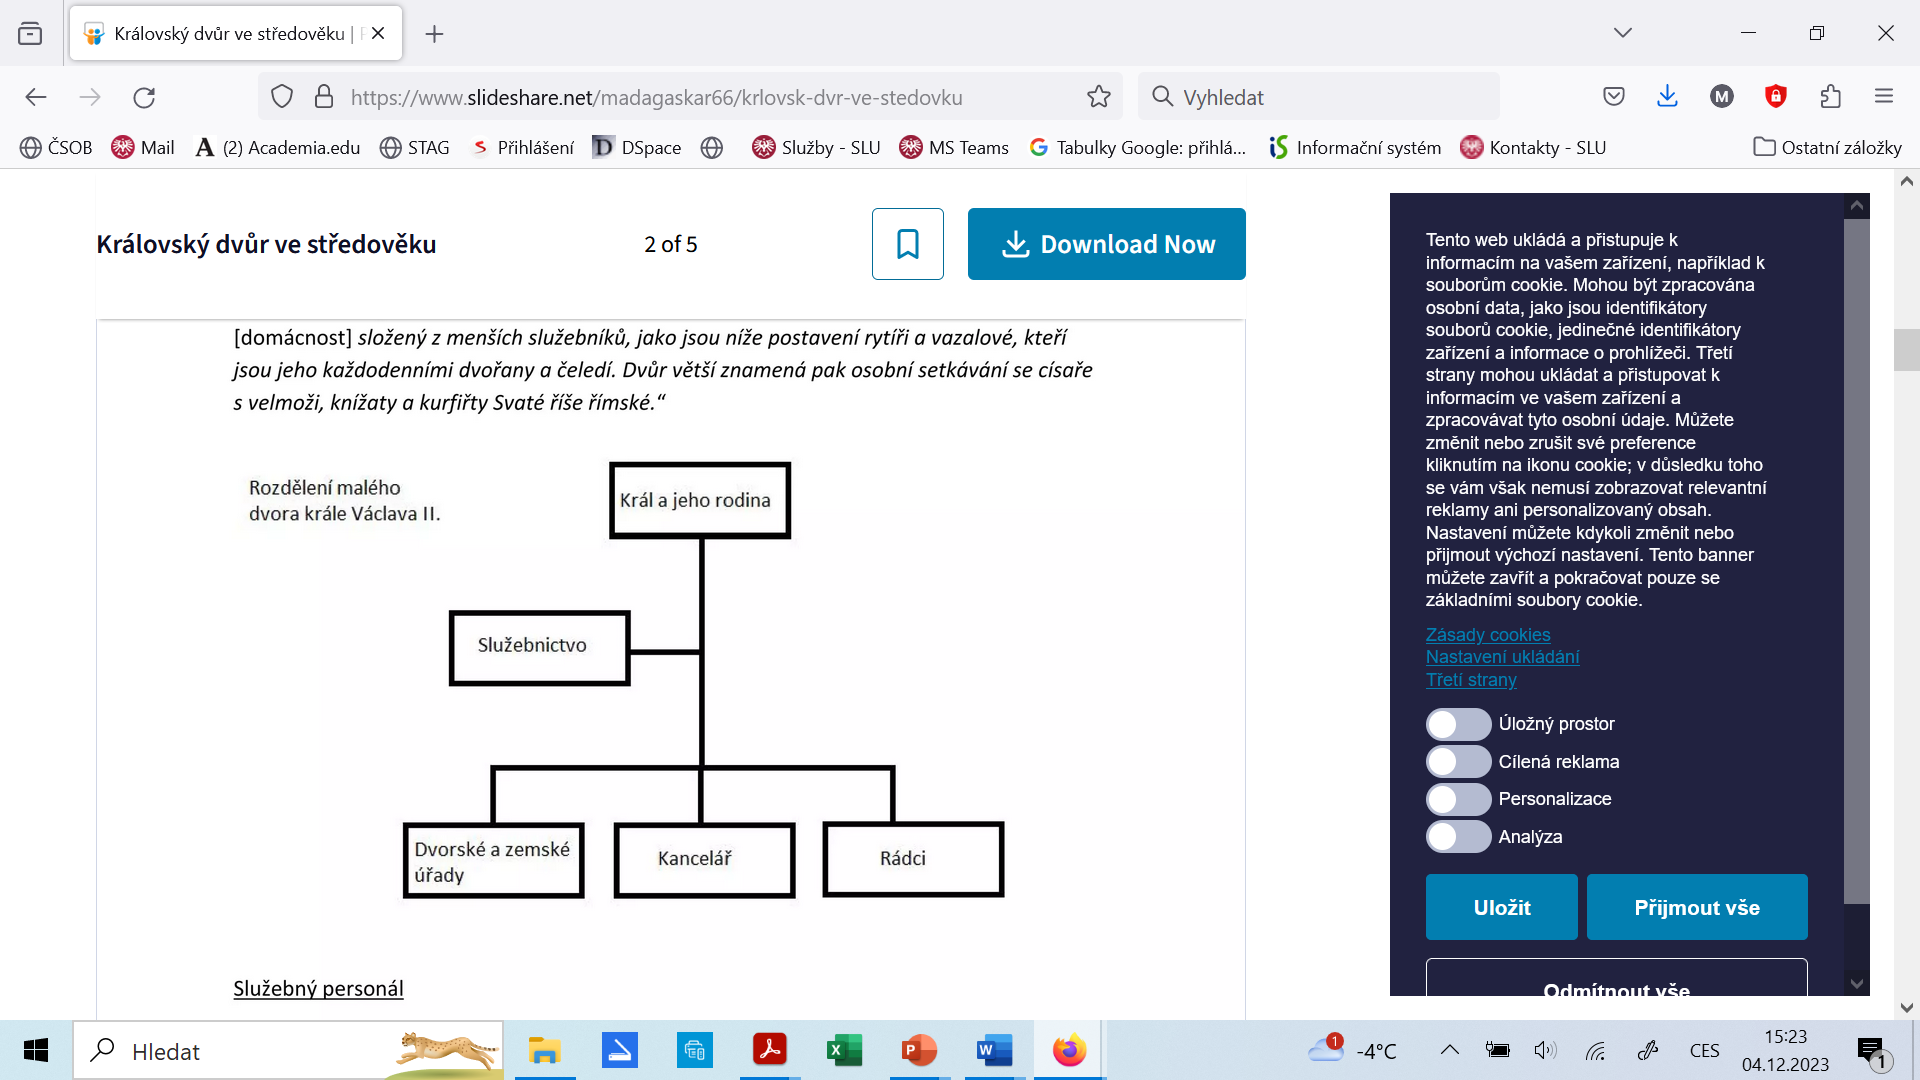 Královský dvůr ve středověku | P
https://www.slideshare.net/madagaskar66/krlovsk-dvr-ve-stedovku
Vyhledat
M
ČSOB
Mail
(2) Academia.edu
STAG
Přihlášení
DSpace
Služby - SLU
MS Teams
Tabulky Google: přihlá...
Informační systém
Kontakty - SLU
Ostatní záložky
Královský dvůr ve středověku
2 of 5
Download Now
[domácnost] složený z menších služebníků, jako jsou níže postavení rytíři a vazalové, kteří
jsou jeho každodenními dvořany a čeledí. Dvůr větší znamená pak osobní setkávání se císaře
s velmoži, knížaty a kurfiřty Svaté říše římské.“
Rozdělení malého
dvora krále Václava II.
Král a jeho rodina
Služebnictvo
Dvorské a zemské
úřady
Kancelář
Rádci
Služebný personál
Tento web ukládá a přistupuje k
informacím na vašem zařízení, například k
souborům cookie. Mohou být zpracována
osobní data, jako jsou identifikátory
souborů cookie, jedinečné identifikátory
zařízení a informace o prohlížeči. Třetí
strany mohou ukládat a přistupovat k
informacím ve vašem zařízení a
zpracovávat tyto osobní údaje. Můžete
změnit nebo zrušit své preference
kliknutím na ikonu cookie; v důsledku toho
se vám však nemusí zobrazovat relevantní
reklamy ani personalizovaný obsah.
Nastavení můžete kdykoli změnit nebo
přijmout výchozí nastavení. Tento banner
můžete zavřít a pokračovat pouze se
základními soubory cookie.
Zásady cookies
Nastavení ukládání
Třetí strany
Úložný prostor
Cílená reklama
Personalizace
Analýza
Uložit
Přijmout vše
Odmítnout vše
Hledat
1
-4°C
CES
15:23
04.12.2023
1